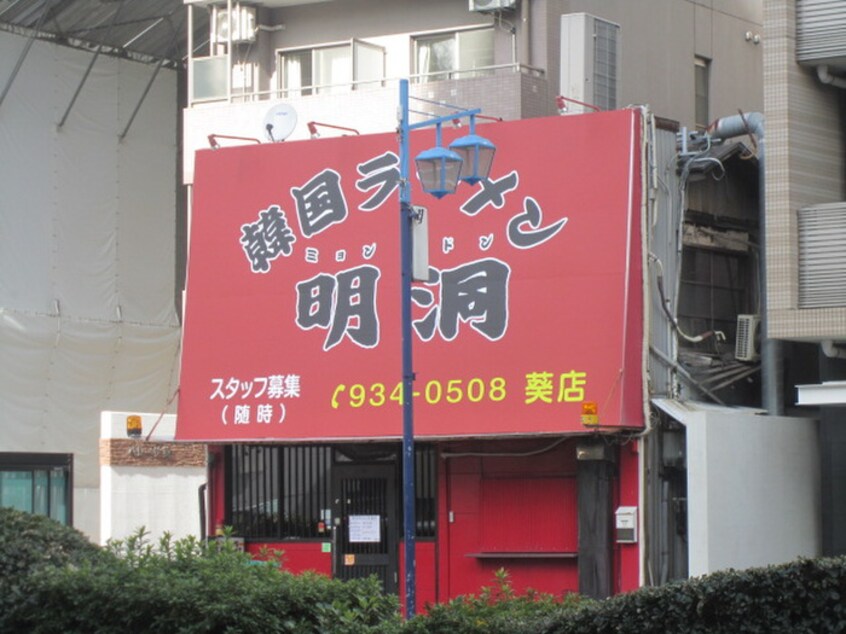 韓国ラーメン
ミョンドン
明洞
スタッフ募集
(随時)
934-0508 葵店